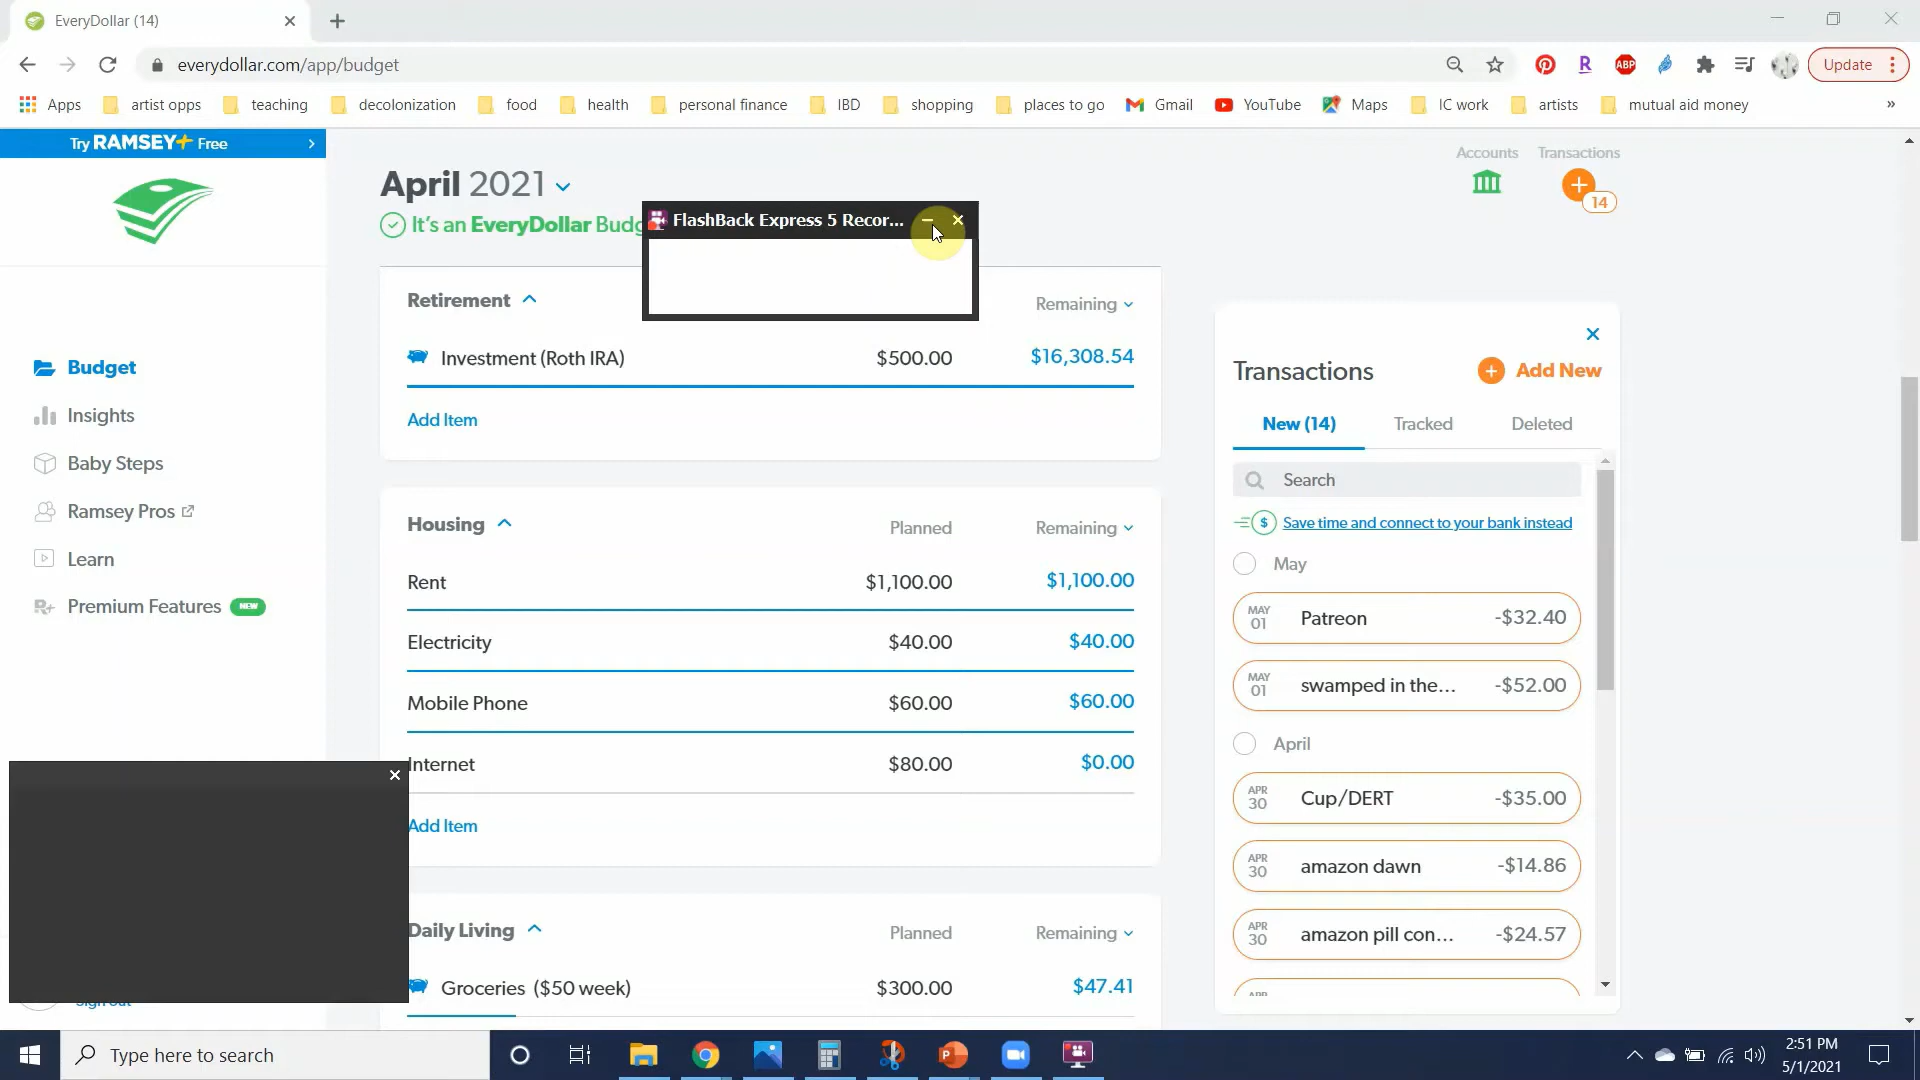 EveryDollar (14)
everydollar.com/app/budget
ABP
Update
Apps
artist opps
teaching
decolonization
food
health
personal finance
IBD
shopping
places to go
Gmail
YouTube
Maps
IC work
artists
mutual aid money
»
Try RAMSEY+ Free
Budget
Insights
Baby Steps
Ramsey Pros
Learn
Premium Features NEW
April 2021
It's an EveryDollar Budg
FlashBack Express 5 Recor...
Accounts
Transactions
14
Retirement
Remaining
Investment (Roth IRA) $500.00 $16,308.54
Add Item
Housing Planned Remaining
Rent $1,100.00 $1,100.00
Electricity $40.00 $40.00
Mobile Phone $60.00 $60.00
Internet $80.00 $0.00
Add Item
Daily Living Planned Remaining
Groceries ($50 week) $300.00 $47.41
Transactions
Add New
New (14) Tracked Deleted
Search
Save time and connect to your bank instead
May
MAY 01 Patreon -$32.40
MAY 01 swamped in the... -$52.00
April
APR 30 Cup/DERT -$35.00
APR 30 amazon dawn -$14.86
APR 30 amazon pill con... -$24.57
APR
Sign out
Type here to search
2:51 PM
5/1/2021